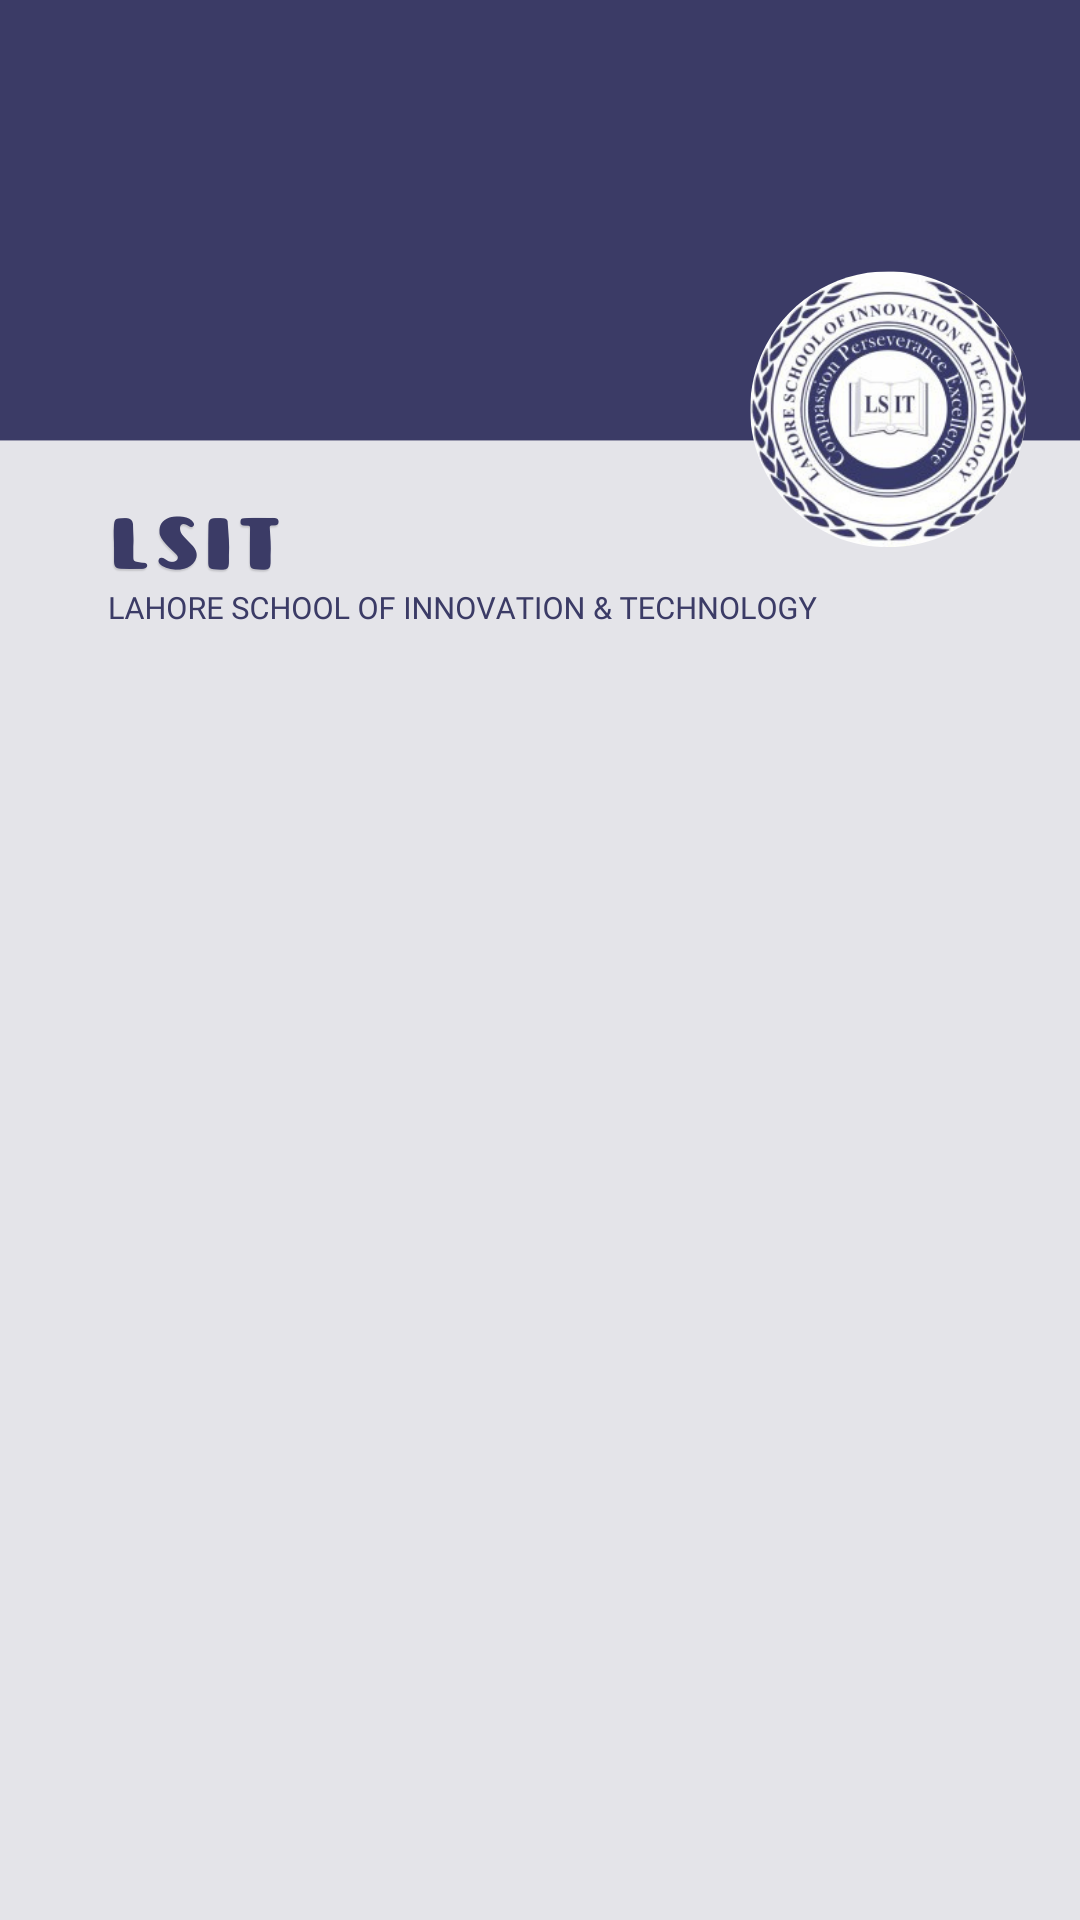 LAHORE SCHOOL OF INNOVATION & TECHNOLOGY
Compassion Perseverance Excellence
LS IT
LSIT
LAHORE SCHOOL OF INNOVATION & TECHNOLOGY